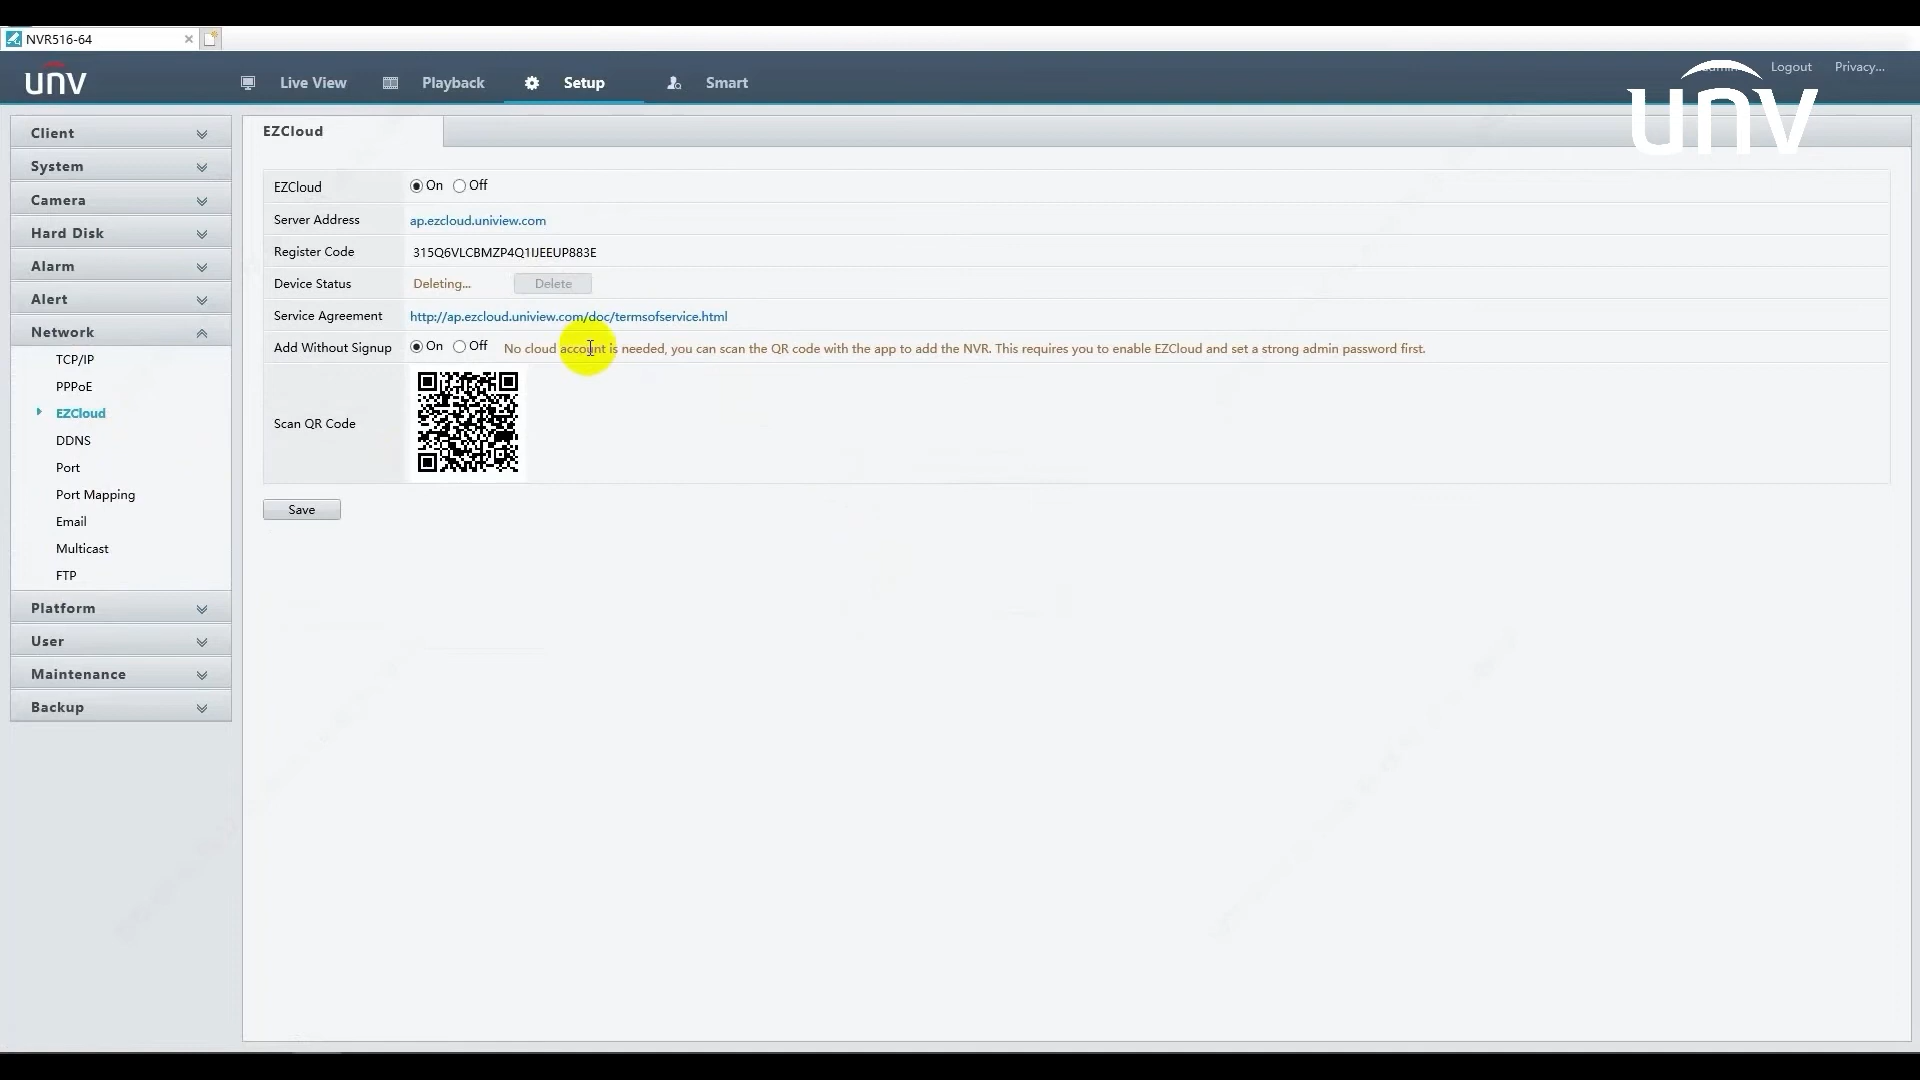 NVR516-64
unv
Live View
Playback
Setup
Smart
Logout
Privacy...
unv
Client
System
Camera
Hard Disk
Alarm
Alert
Network
TCP/IP
PPPoE
EZCloud
DDNS
Port
Port Mapping
Email
Multicast
FTP
Platform
User
Maintenance
Backup
EZCloud
EZCloud On Off
Server Address ap.ezcloud.uniview.com
Register Code 315Q6VLCBMZP4Q1IJEEUP883E
Device Status Deleting... Delete
Service Agreement http://ap.ezcloud.uniview.com/doc/termsofservice.html
Add Without Signup On Off No cloud account is needed, you can scan the QR code with the app to add the NVR. This requires you to enable EZCloud and set a strong admin password first.
Scan QR Code
Save